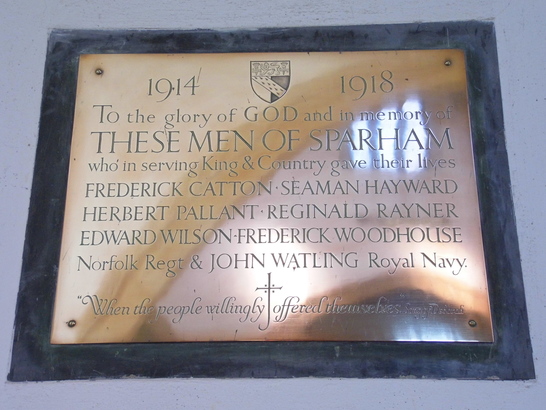 1914 1918
To the glory of GOD and in memory of
THESE MEN OF SPARHAM
who in serving King & Country gave their lives
FREDERICK CATTON · SEAMAN HAYWARD
HERBERT PALLANT · REGINALD RAYNER
EDWARD WILSON · FREDERICK WOODHOUSE
Norfolk Regt & JOHN WATLING Royal Navy.
"When the people willingly offered themselves